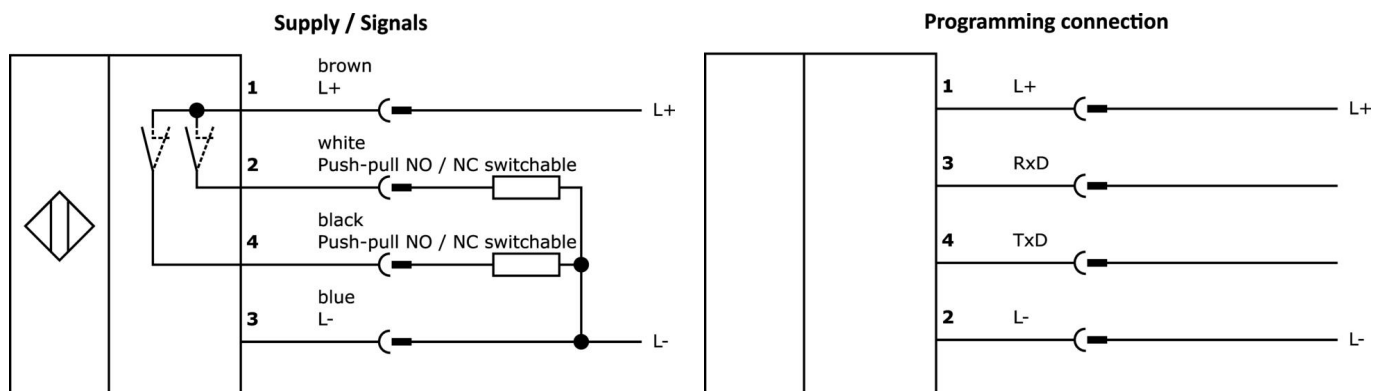 Supply / Signals
brown
1 L+
L+
white
2 Push-pull NO / NC switchable
black
4 Push-pull NO / NC switchable
blue
3 L-
L-
Programming connection
1 L+
L+
3 RxD
4 TxD
2 L-
L-